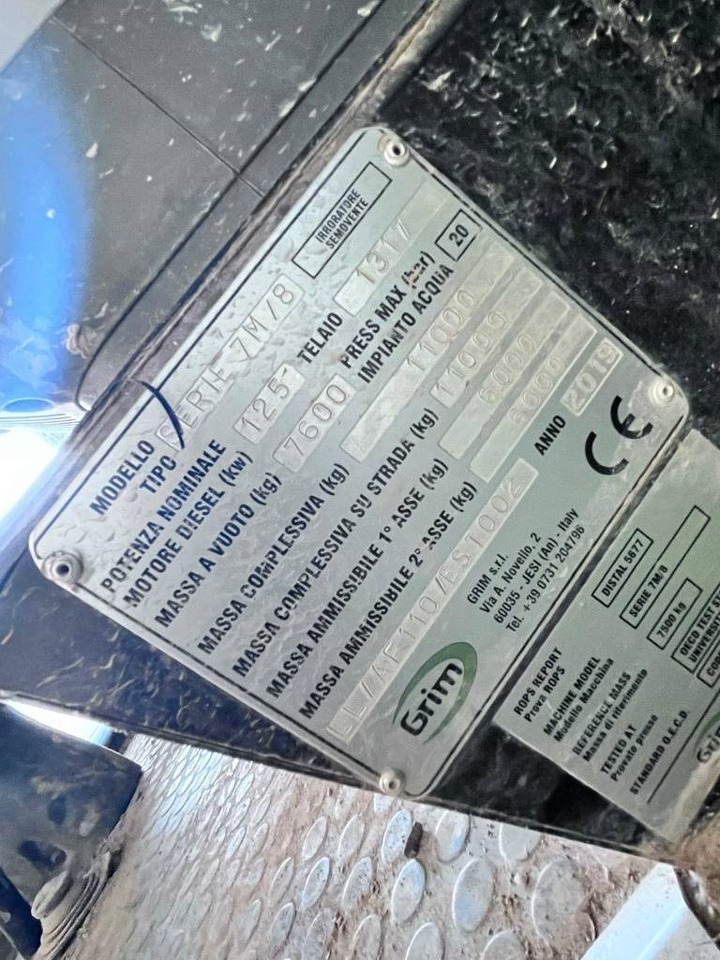 MODELLO
TIPO
SERIE 7M/8
IRRORATORE
SEMOVENTE
POTENZA NOMINALE
MOTORE DIESEL (Kw)
125
TELAIO
1317
MASSA A VUOTO (kg)
7600
PRESS MAX (bar)
IMPIANTO ACQUA
20
MASSA COMPLESSIVA (kg)
11000
MASSA COMPLESSIVA SU STRADA (kg)
11000
MASSA AMMISSIBILE 1° ASSE (kg)
6000
MASSA AMMISSIBILE 2° ASSE (kg)
6000
ANNO
2019
CE
Grim
GRIM s.r.l.
Via A. Novello, 2
60035 - JESI (An) - Italy
Tel. +39 0731 204796
ROPS REPORT
Prova ROPS
DISTAL 5677
MACHINE MODEL
Modello Macchina
SERIE 7M/8
REFERENCE MASS
Massa di riferimento
7500 kg
TESTED AT
Provato presso
STANDARD O.E.C.D.
OECD TEST
Grim